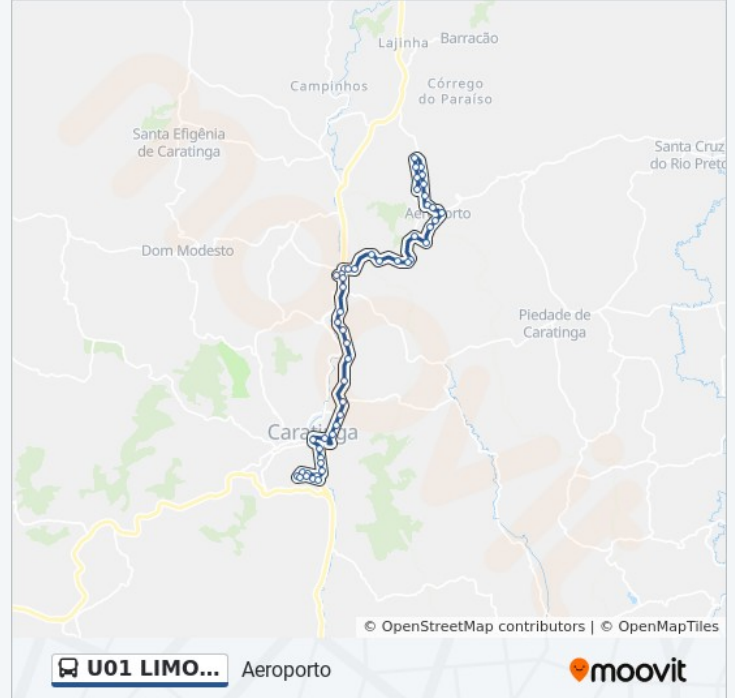 Lajinha
Barracão
Campinhos
Córrego
do Paraíso
Santa Efigênia
de Caratinga
Santa Cruz
do Rio Preto
Aeroporto
Dom Modesto
Piedade de
Caratinga
Caratinga
moovit
© OpenStreetMap contributors | © OpenMapTiles
U01 LIMO...
Aeroporto
moovit